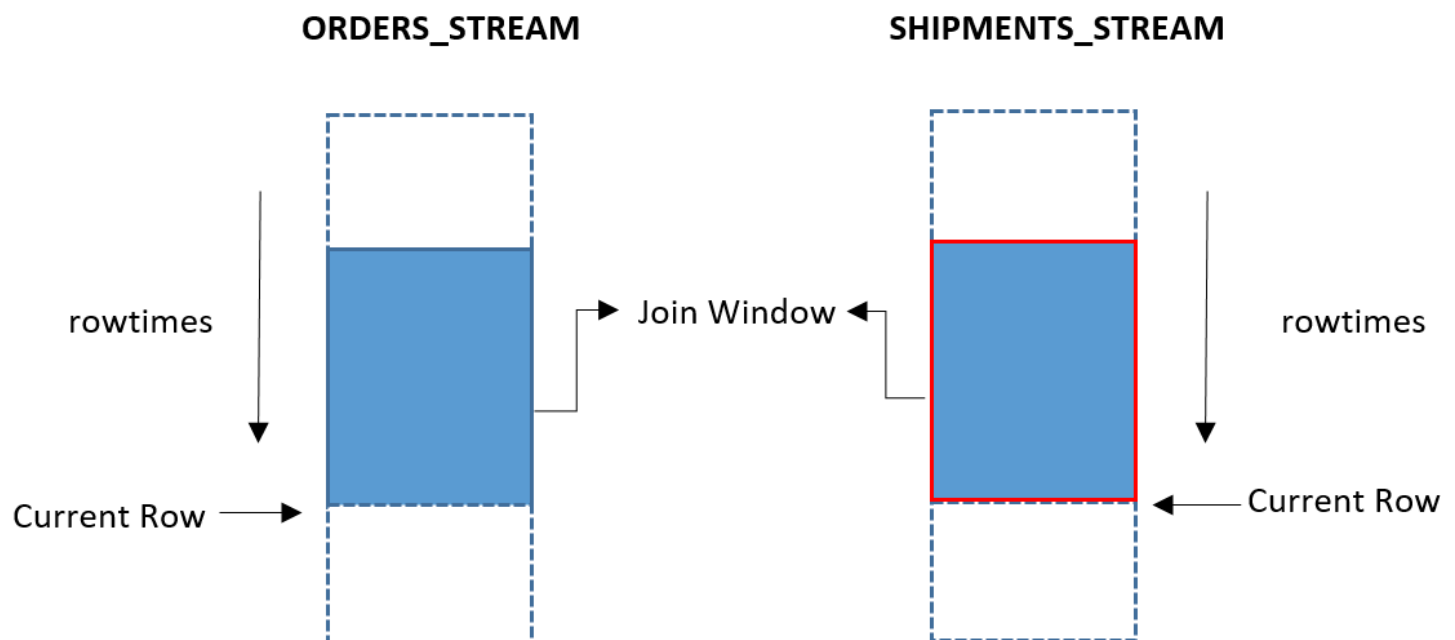 ORDERS_STREAM
SHIPMENTS_STREAM
rowtimes
Join Window
rowtimes
Current Row
Current Row